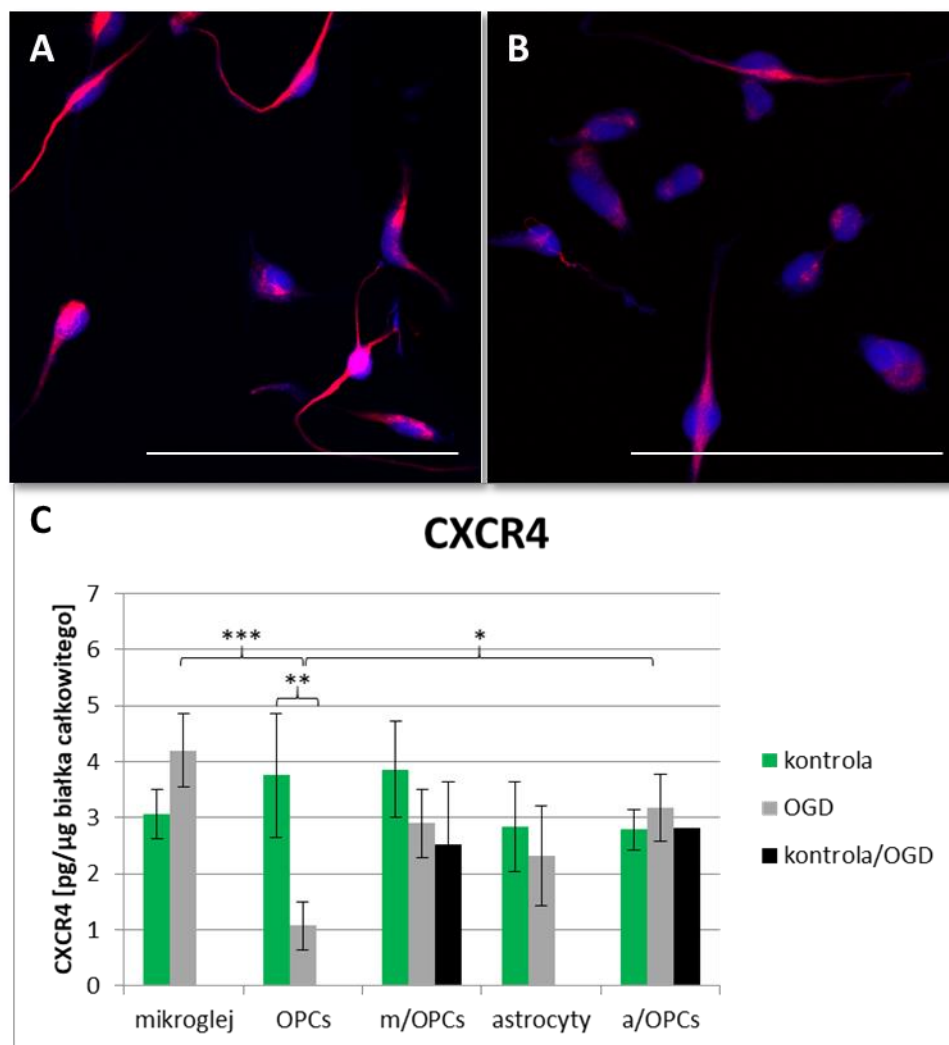 A
B
C
CXCR4
CXCR4 [pg/µg białka całkowitego]
7
6
5
4
3
2
1
0
***
**
*
mikroglej
OPCs
m/OPCs
astrocyty
a/OPCs
kontrola
OGD
kontrola/OGD